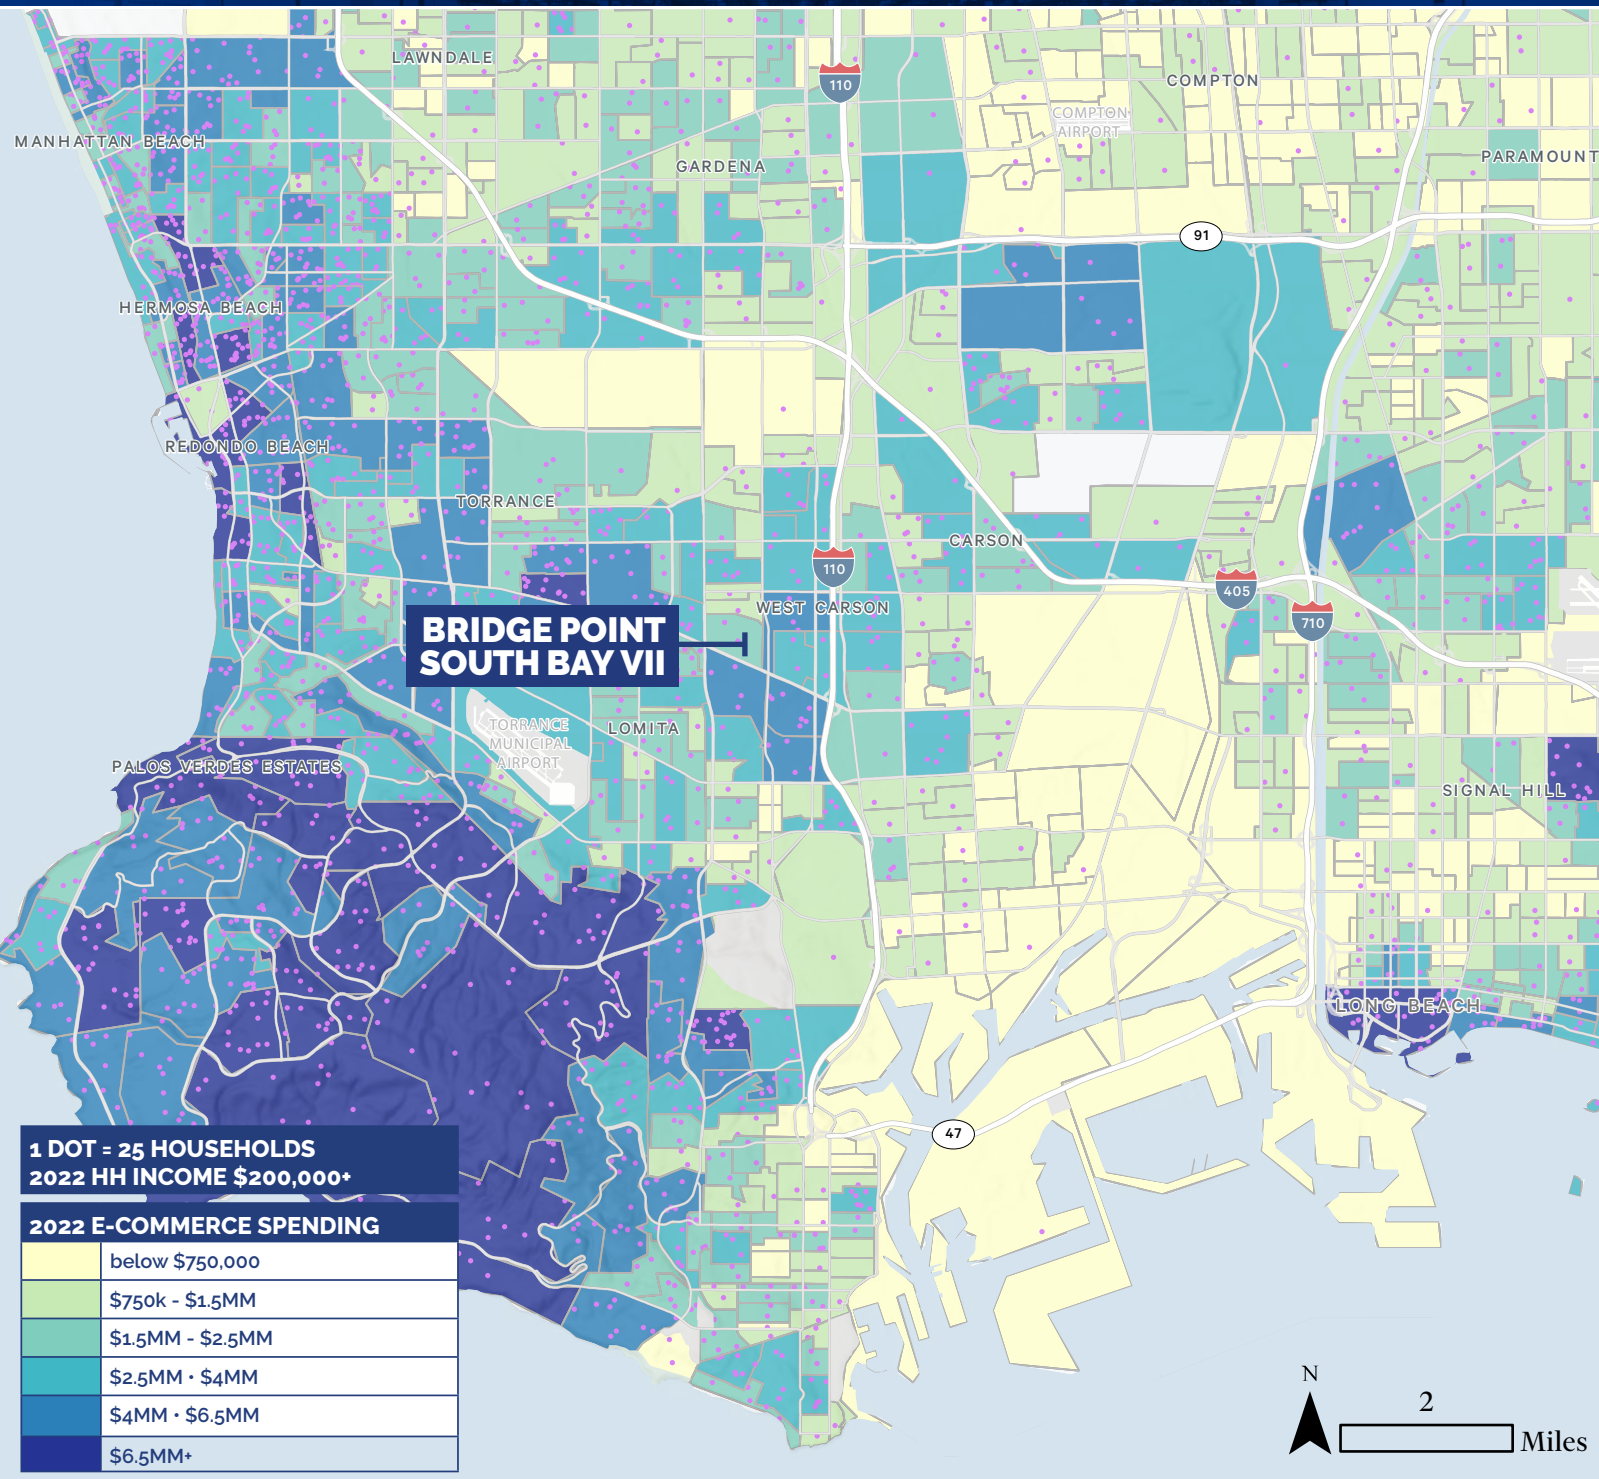 LAWNDALE
110
COMPTON
COMPTON
AIRPORT
MANHATTAN BEACH
GARDENA
PARAMOUNT
91
HERMOSA BEACH
REDONDO BEACH
TORRANCE
CARSON
110
405
WEST CARSON
710
BRIDGE POINT
SOUTH BAY VII
TORRANCE
MUNICIPAL
AIRPORT
LOMITA
PALOS VERDES ESTATES
SIGNAL HILL
LONG BEACH
47
1 DOT = 25 HOUSEHOLDS
2022 HH INCOME $200,000+
2022 E-COMMERCE SPENDING
below $750,000
$750k - $1.5MM
$1.5MM - $2.5MM
$2.5MM • $4MM
$4MM • $6.5MM
$6.5MM+
N
2
Miles